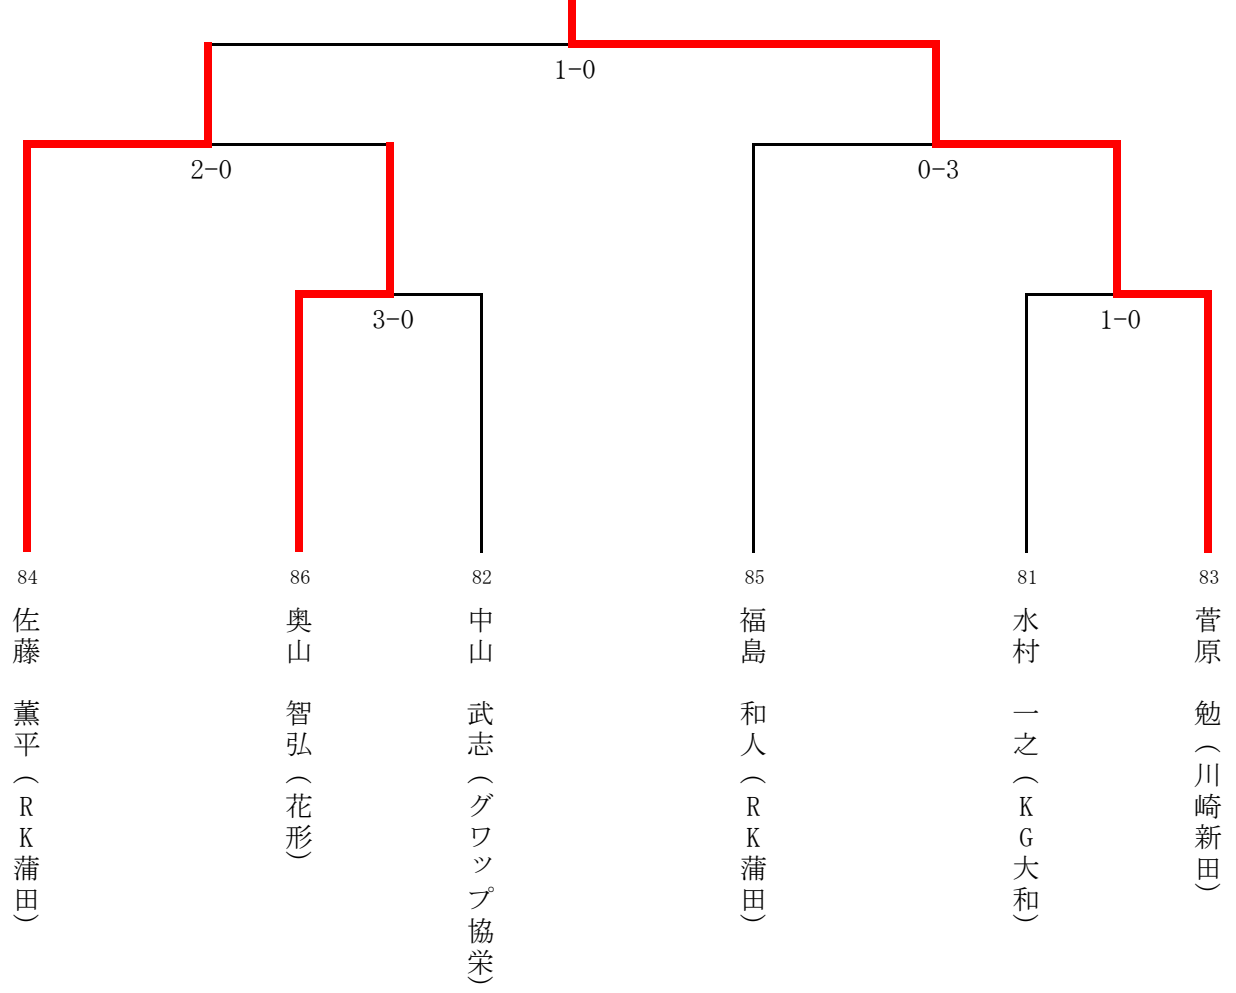 1-0
2-0
0-3
3-0
1-0
84
佐藤　薫平（RK蒲田）
86
奥山　智弘（花形）
82
中山　武志（グワップ協栄）
85
福島　和人（RK蒲田）
81
水村　一之（KG大和）
83
菅原　勉（川崎新田）